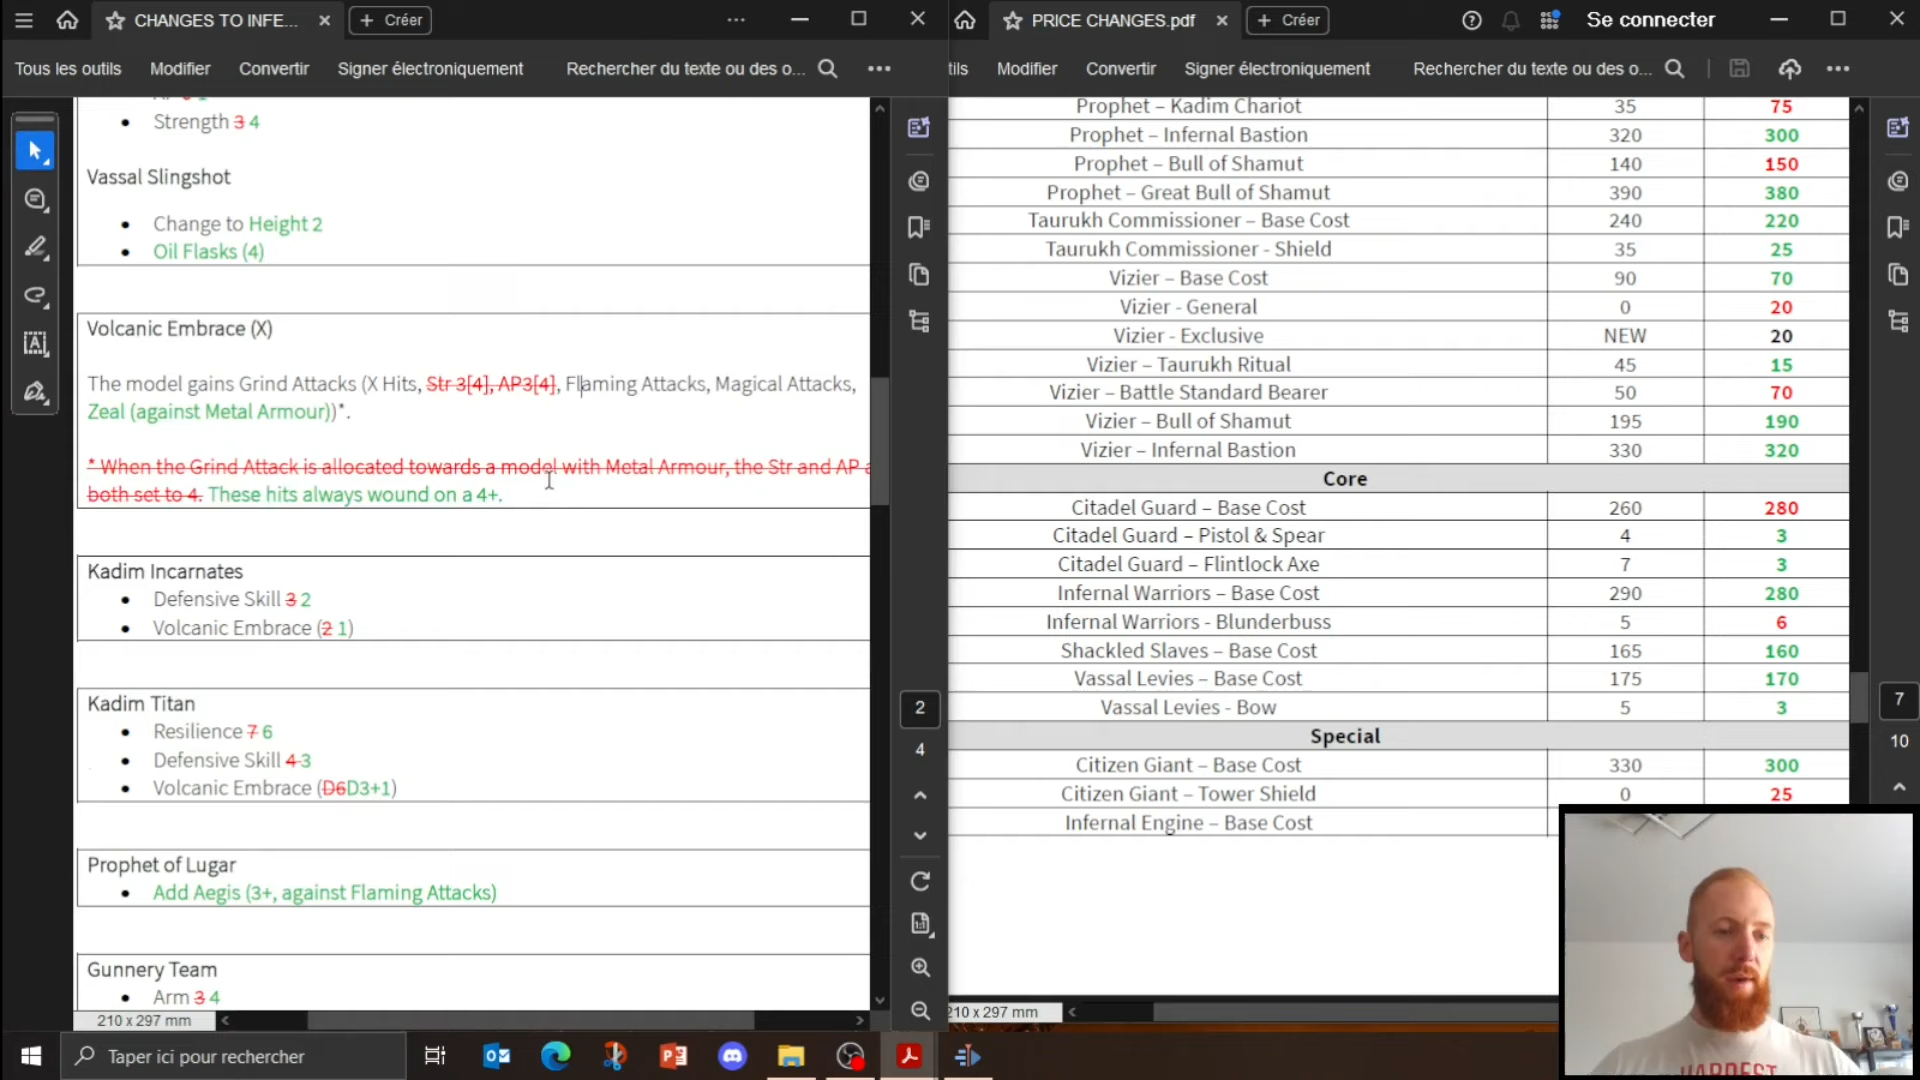 CHANGES TO INFE...
Créer
PRICE CHANGES.pdf
Créer
Se connecter
Tous les outils
Modifier
Convertir
Signer électroniquement
Rechercher du texte ou des o...
tils
Modifier
Convertir
Signer électroniquement
Rechercher du texte ou des o...
Strength 3 4
Vassal Slingshot
Change to Height 2
Oil Flasks (4)
Volcanic Embrace (X)
The model gains Grind Attacks (X Hits, Str 3[4], AP3[4], Flaming Attacks, Magical Attacks,
Zeal (against Metal Armour))*.
* When the Grind Attack is allocated towards a model with Metal Armour, the Str and AP a
both set to 4. These hits always wound on a 4+.
Kadim Incarnates
Defensive Skill 3 2
Volcanic Embrace (2 1)
Kadim Titan
Resilience 7 6
Defensive Skill 4 3
Volcanic Embrace (D6D3+1)
Prophet of Lugar
Add Aegis (3+, against Flaming Attacks)
Gunnery Team
Arm 3 4
210 x 297 mm
2
4
Prophet – Kadim Chariot 35 75
Prophet – Infernal Bastion 320 300
Prophet – Bull of Shamut 140 150
Prophet – Great Bull of Shamut 390 380
Taurukh Commissioner – Base Cost 240 220
Taurukh Commissioner - Shield 35 25
Vizier – Base Cost 90 70
Vizier - General 0 20
Vizier - Exclusive NEW 20
Vizier – Taurukh Ritual 45 15
Vizier – Battle Standard Bearer 50 70
Vizier – Bull of Shamut 195 190
Vizier – Infernal Bastion 330 320
Core
Citadel Guard – Base Cost 260 280
Citadel Guard – Pistol & Spear 4 3
Citadel Guard – Flintlock Axe 7 3
Infernal Warriors – Base Cost 290 280
Infernal Warriors - Blunderbuss 5 6
Shackled Slaves – Base Cost 165 160
Vassal Levies – Base Cost 175 170
Vassal Levies - Bow 5 3
Special
Citizen Giant – Base Cost 330 300
Citizen Giant – Tower Shield 0 25
Infernal Engine – Base Cost
210 x 297 mm
7
10
Taper ici pour rechercher
HARDEST